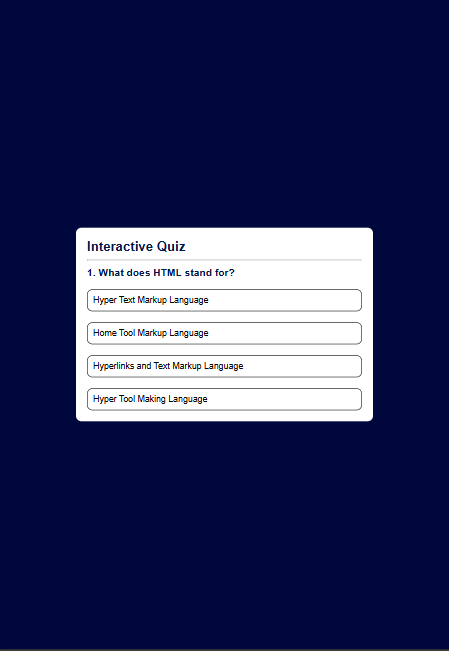 Interactive Quiz
1. What does HTML stand for?
Hyper Text Markup Language
Home Tool Markup Language
Hyperlinks and Text Markup Language
Hyper Tool Making Language